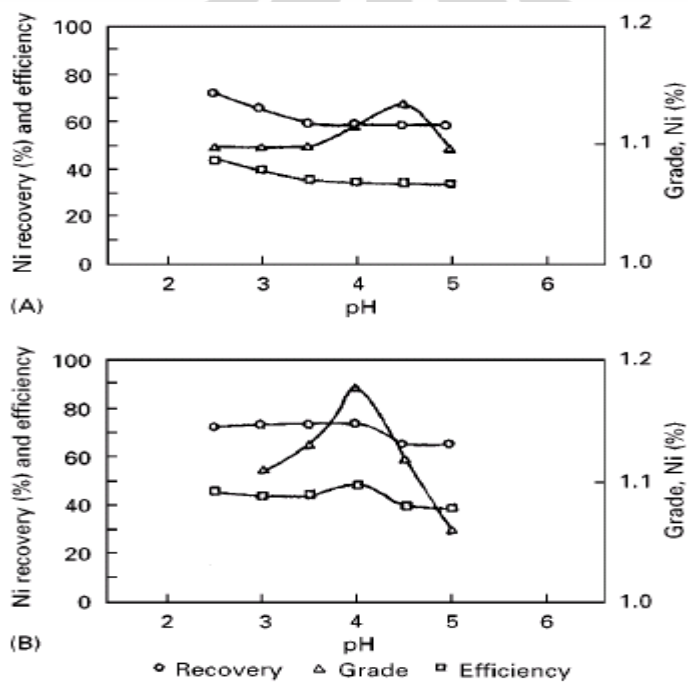 Ni recovery (%) and efficiency
100
80
60
40
20
0
1.2
1.1
1.0
Grade, Ni (%)
2 3 4 5 6
pH
(A)
Ni recovery (%) and efficiency
100
80
60
40
20
0
1.2
1.1
1.0
Grade, Ni (%)
2 3 4 5 6
pH
(B)
Recovery Grade Efficiency